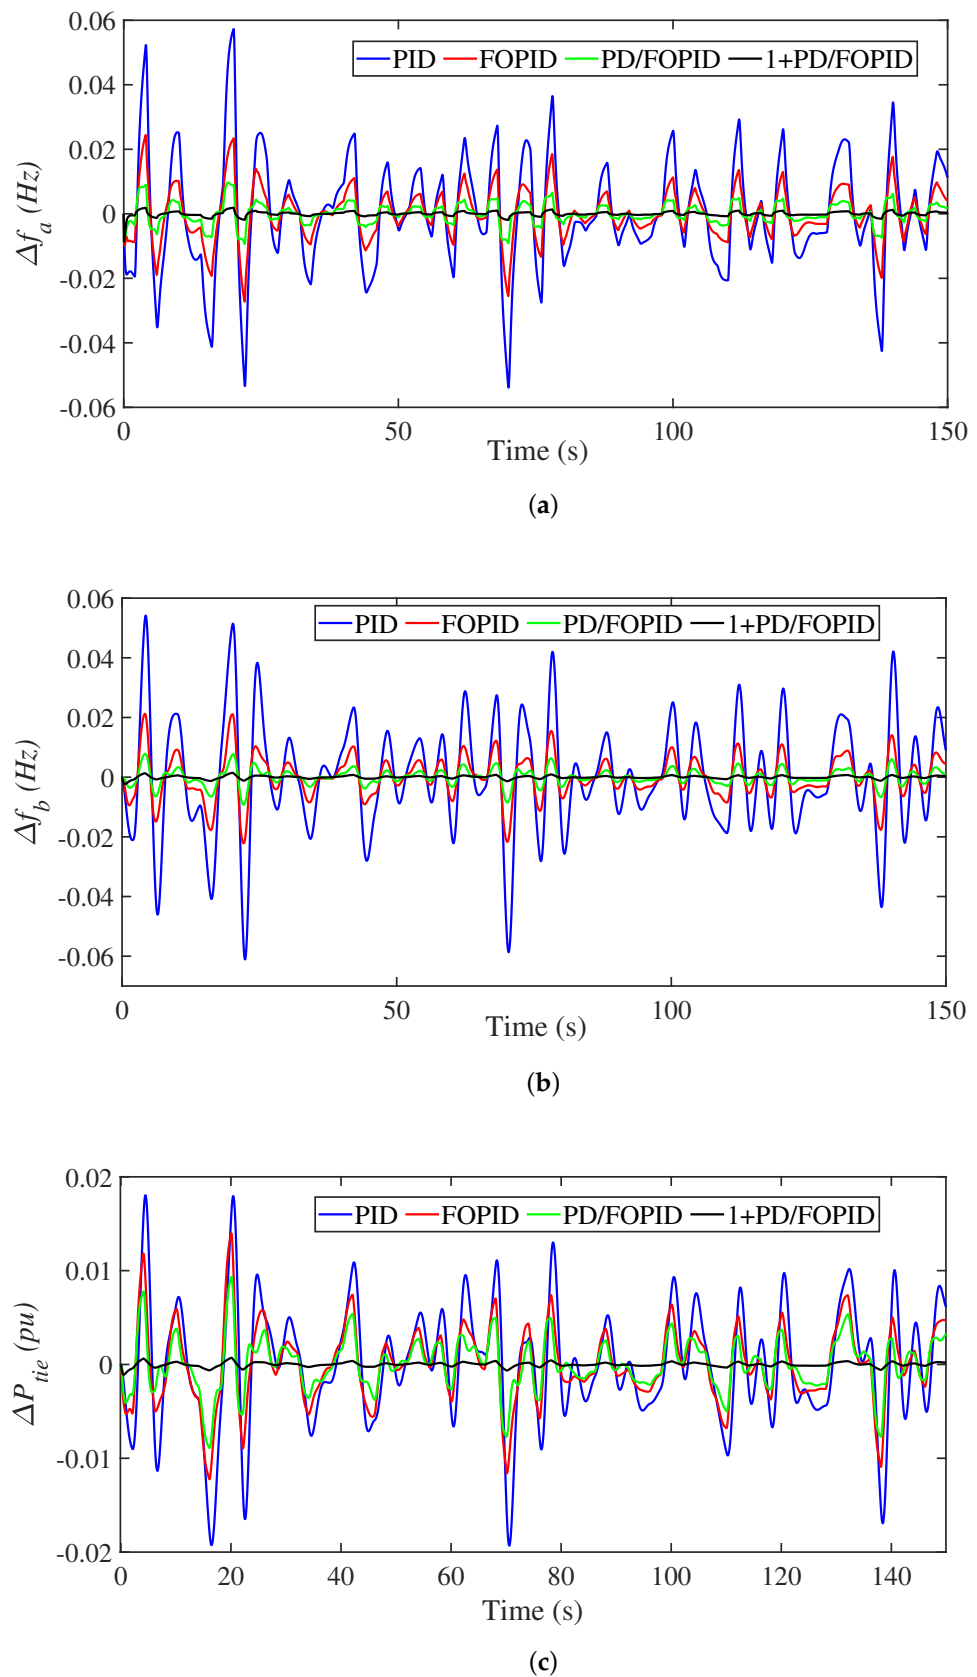 0.06
0.04
0.02
0
-0.02
-0.04
-0.06
Δf_a (Hz)
PID FOPID PD/FOPID 1+PD/FOPID
0 50 100 150
Time (s)
(a)
0.06
0.04
0.02
0
-0.02
-0.04
-0.06
Δf_b (Hz)
PID FOPID PD/FOPID 1+PD/FOPID
0 50 100 150
Time (s)
(b)
0.02
0.01
0
-0.01
-0.02
ΔP_tie (pu)
PID FOPID PD/FOPID 1+PD/FOPID
0 20 40 60 80 100 120 140
Time (s)
(c)